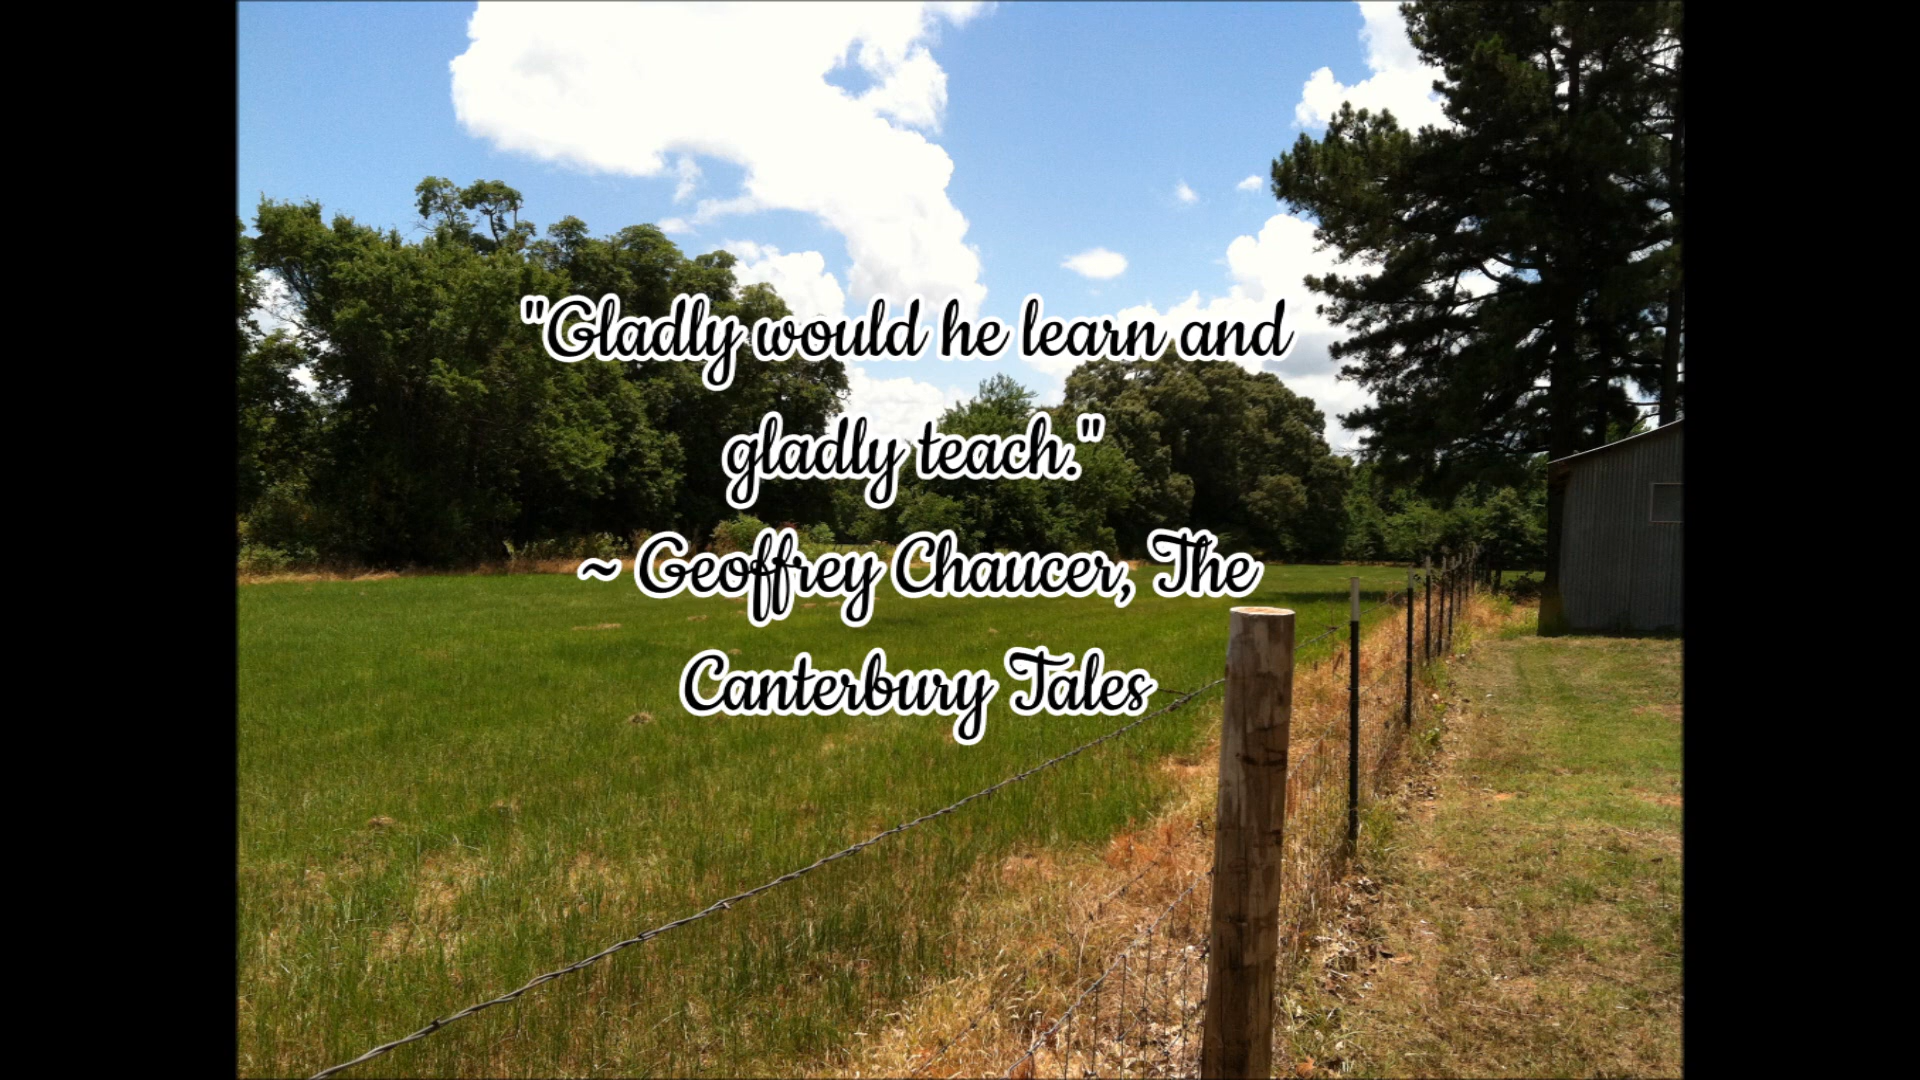 "Gladly would he learn and
gladly teach."
~ Geoffrey Chaucer, The
Canterbury Tales